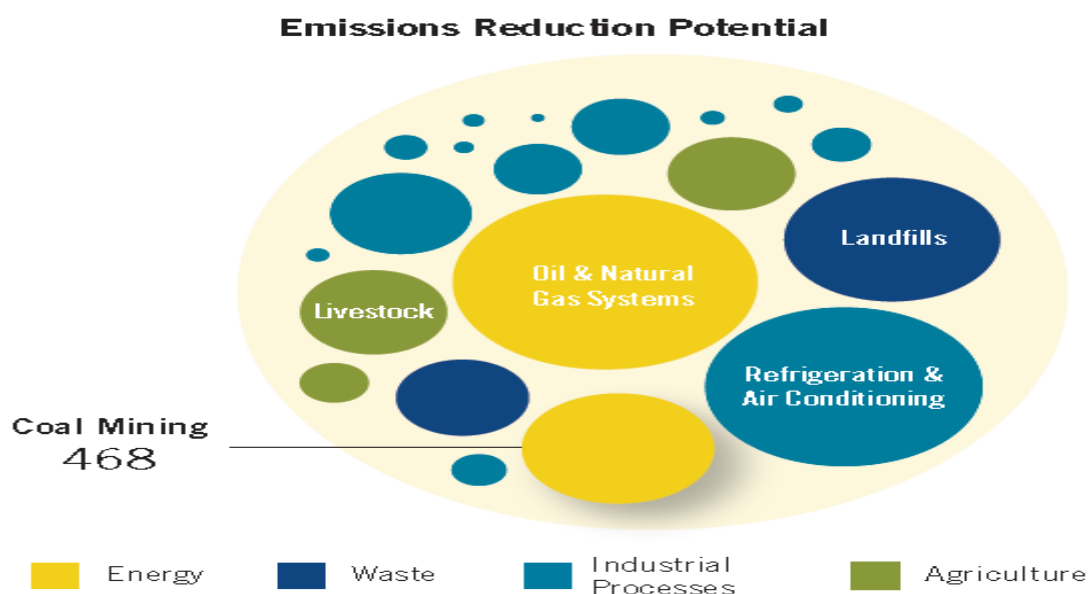 Emissions Reduction Potential
Landfills
Oil & Natural
Gas Systems
Livestock
Refrigeration &
Air Conditioning
Coal Mining
468
Energy
Waste
Industrial
Processes
Agriculture